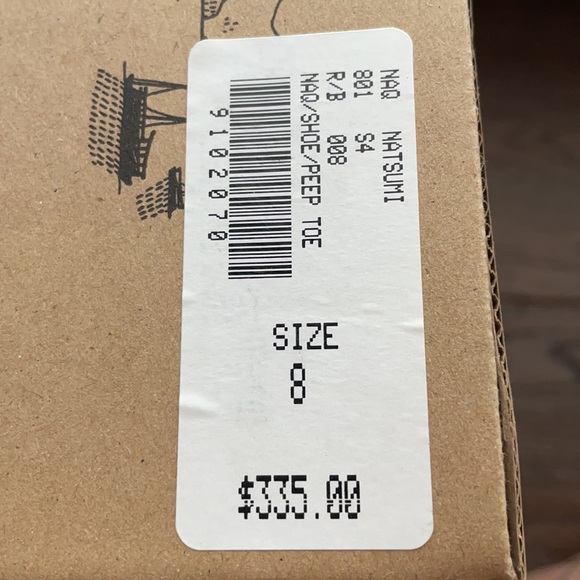 NAQ NATSUMI
801 S4
R/B 008
NAQ/SHOE/PEEP TOE
9102070
SIZE
8
$335.00